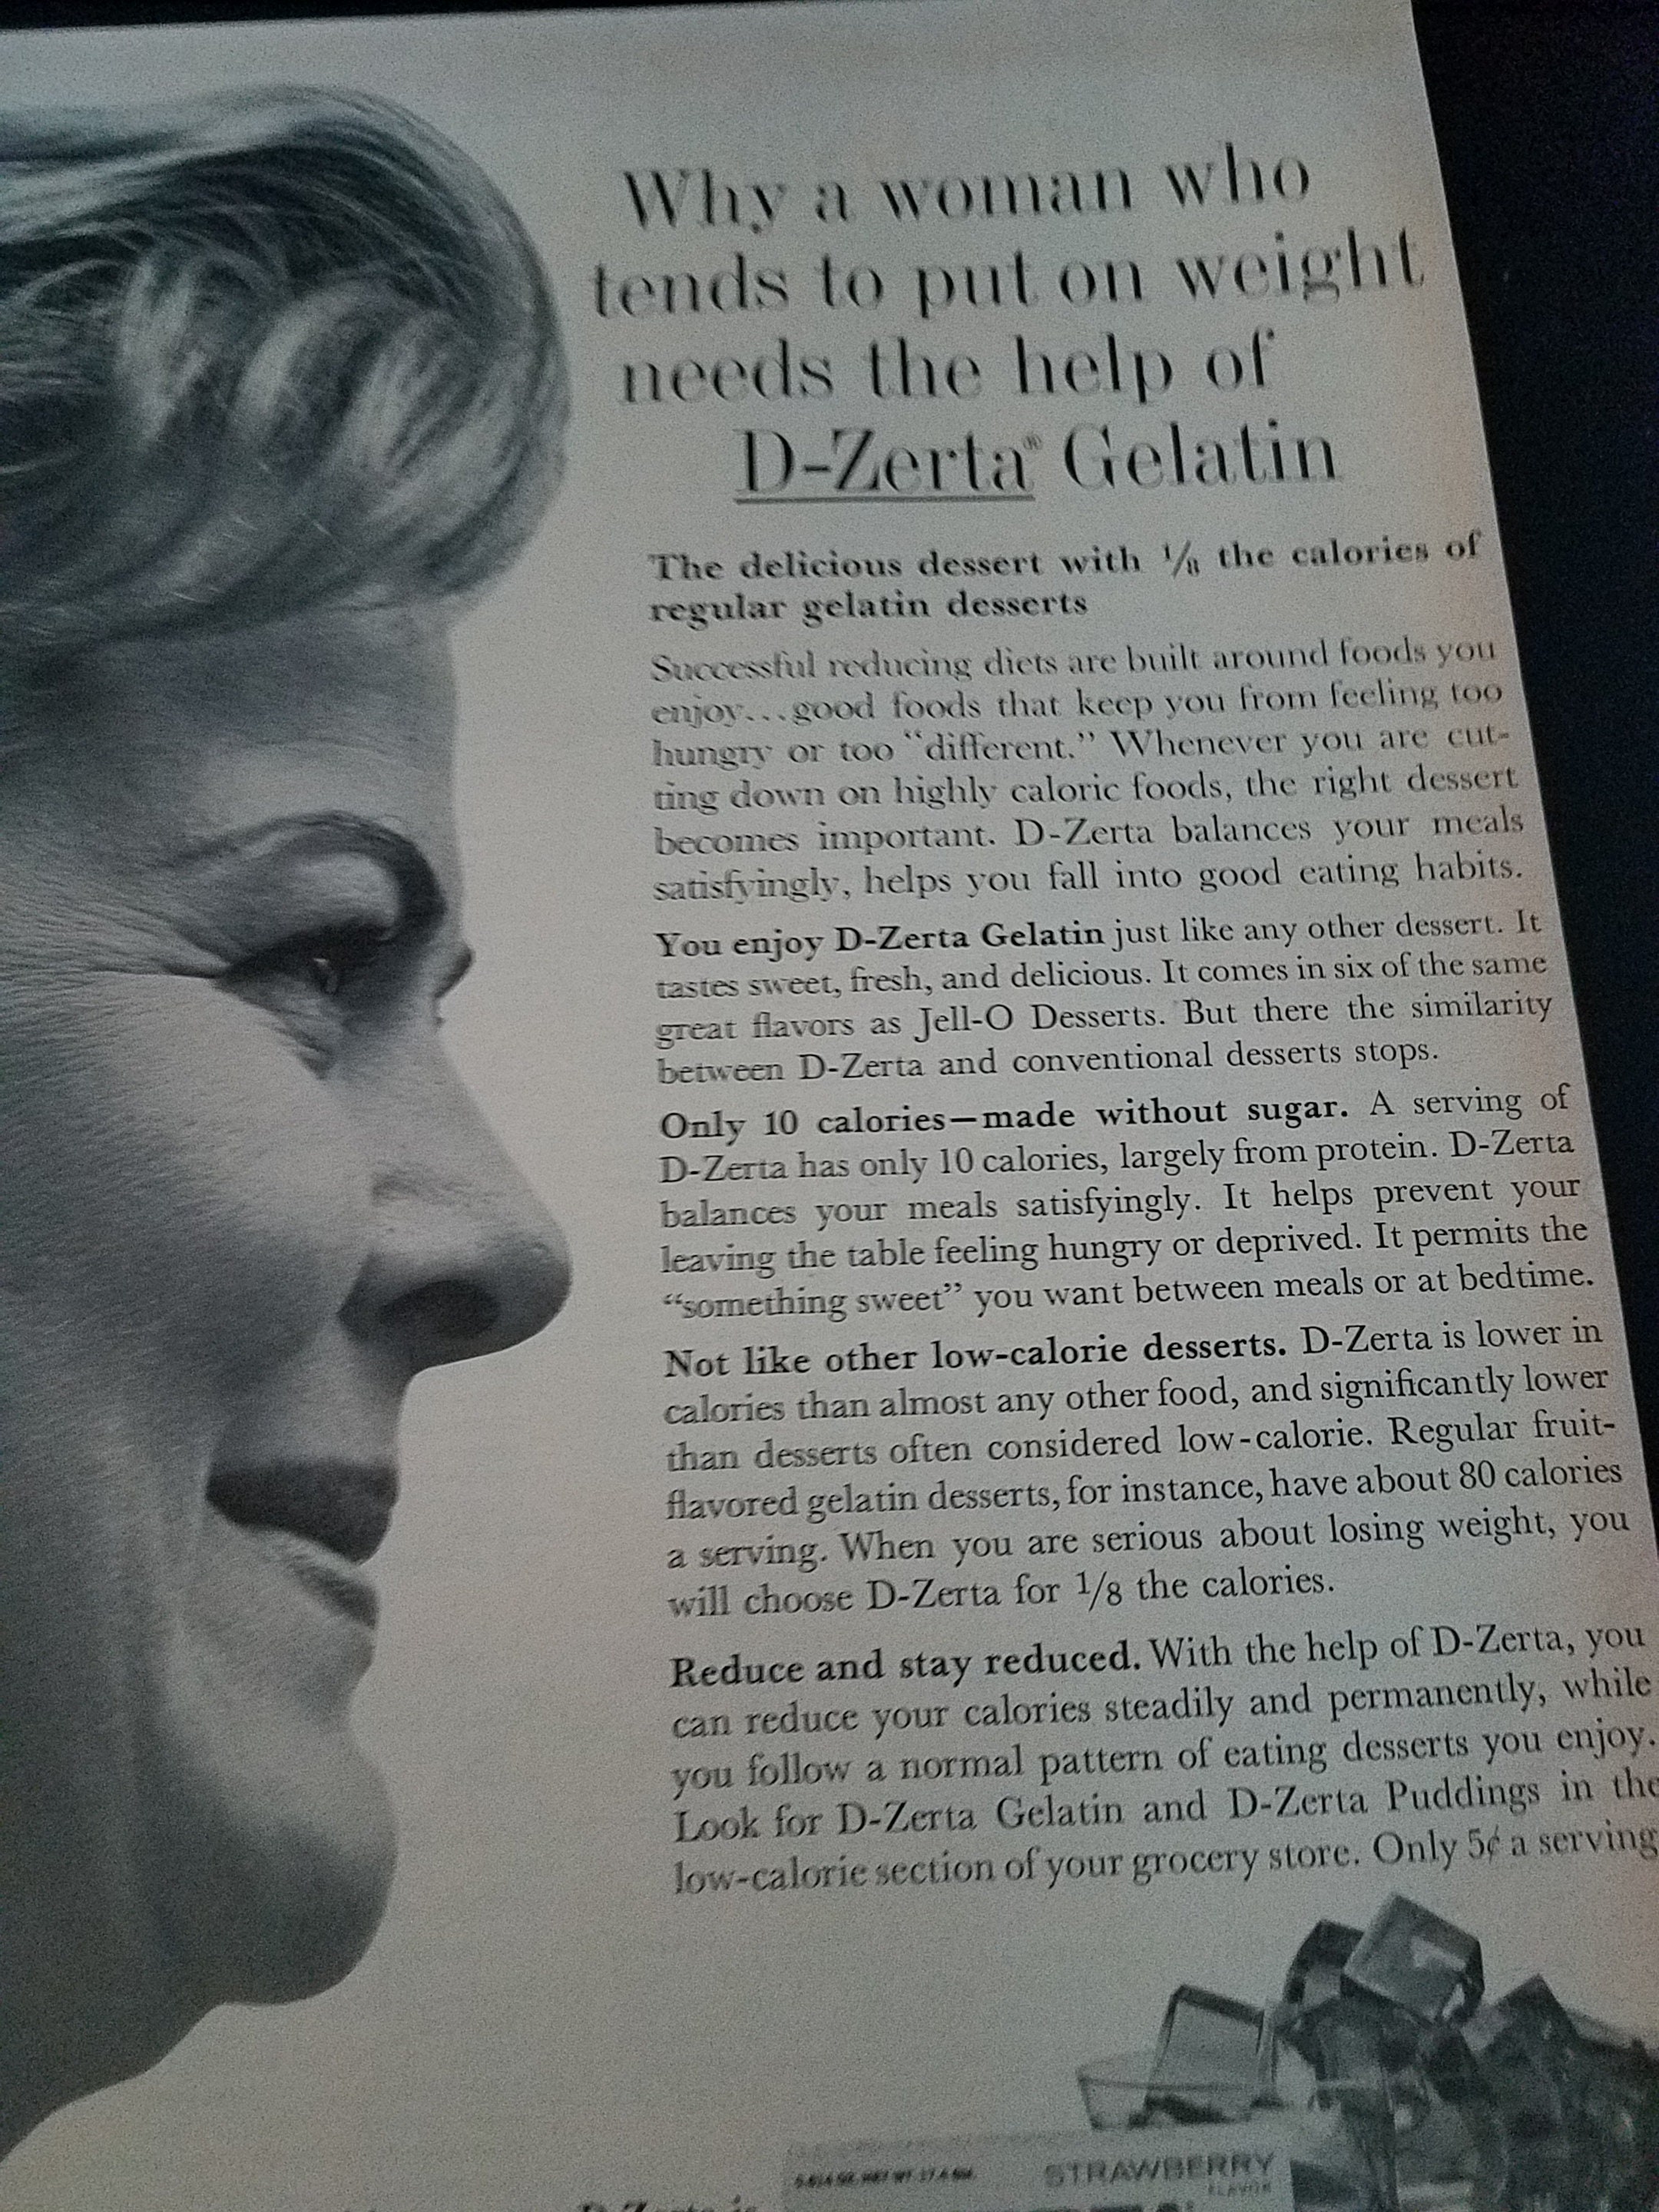 Why a woman who
tends to put on weight
needs the help of
D-Zerta® Gelatin
The delicious dessert with 1/8 the calories of
regular gelatin desserts
Successful reducing diets are built around foods you
enjoy...good foods that keep you from feeling too
hungry or too “different.” Whenever you are cut-
ting down on highly caloric foods, the right dessert
becomes important. D-Zerta balances your meals
satisfyingly, helps you fall into good eating habits.
You enjoy D-Zerta Gelatin just like any other dessert. It
tastes sweet, fresh, and delicious. It comes in six of the same
great flavors as Jell-O Desserts. But there the similarity
between D-Zerta and conventional desserts stops.
Only 10 calories—made without sugar. A serving of
D-Zerta has only 10 calories, largely from protein. D-Zerta
balances your meals satisfyingly. It helps prevent your
leaving the table feeling hungry or deprived. It permits the
“something sweet” you want between meals or at bedtime.
Not like other low-calorie desserts. D-Zerta is lower in
calories than almost any other food, and significantly lower
than desserts often considered low-calorie. Regular fruit-
flavored gelatin desserts, for instance, have about 80 calories
a serving. When you are serious about losing weight, you
will choose D-Zerta for 1/8 the calories.
Reduce and stay reduced. With the help of D-Zerta, you
can reduce your calories steadily and permanently, while
you follow a normal pattern of eating desserts you enjoy.
Look for D-Zerta Gelatin and D-Zerta Puddings in the
low-calorie section of your grocery store. Only 5¢ a serving
STRAWBERRY
FLAVOR
D-Zerta is